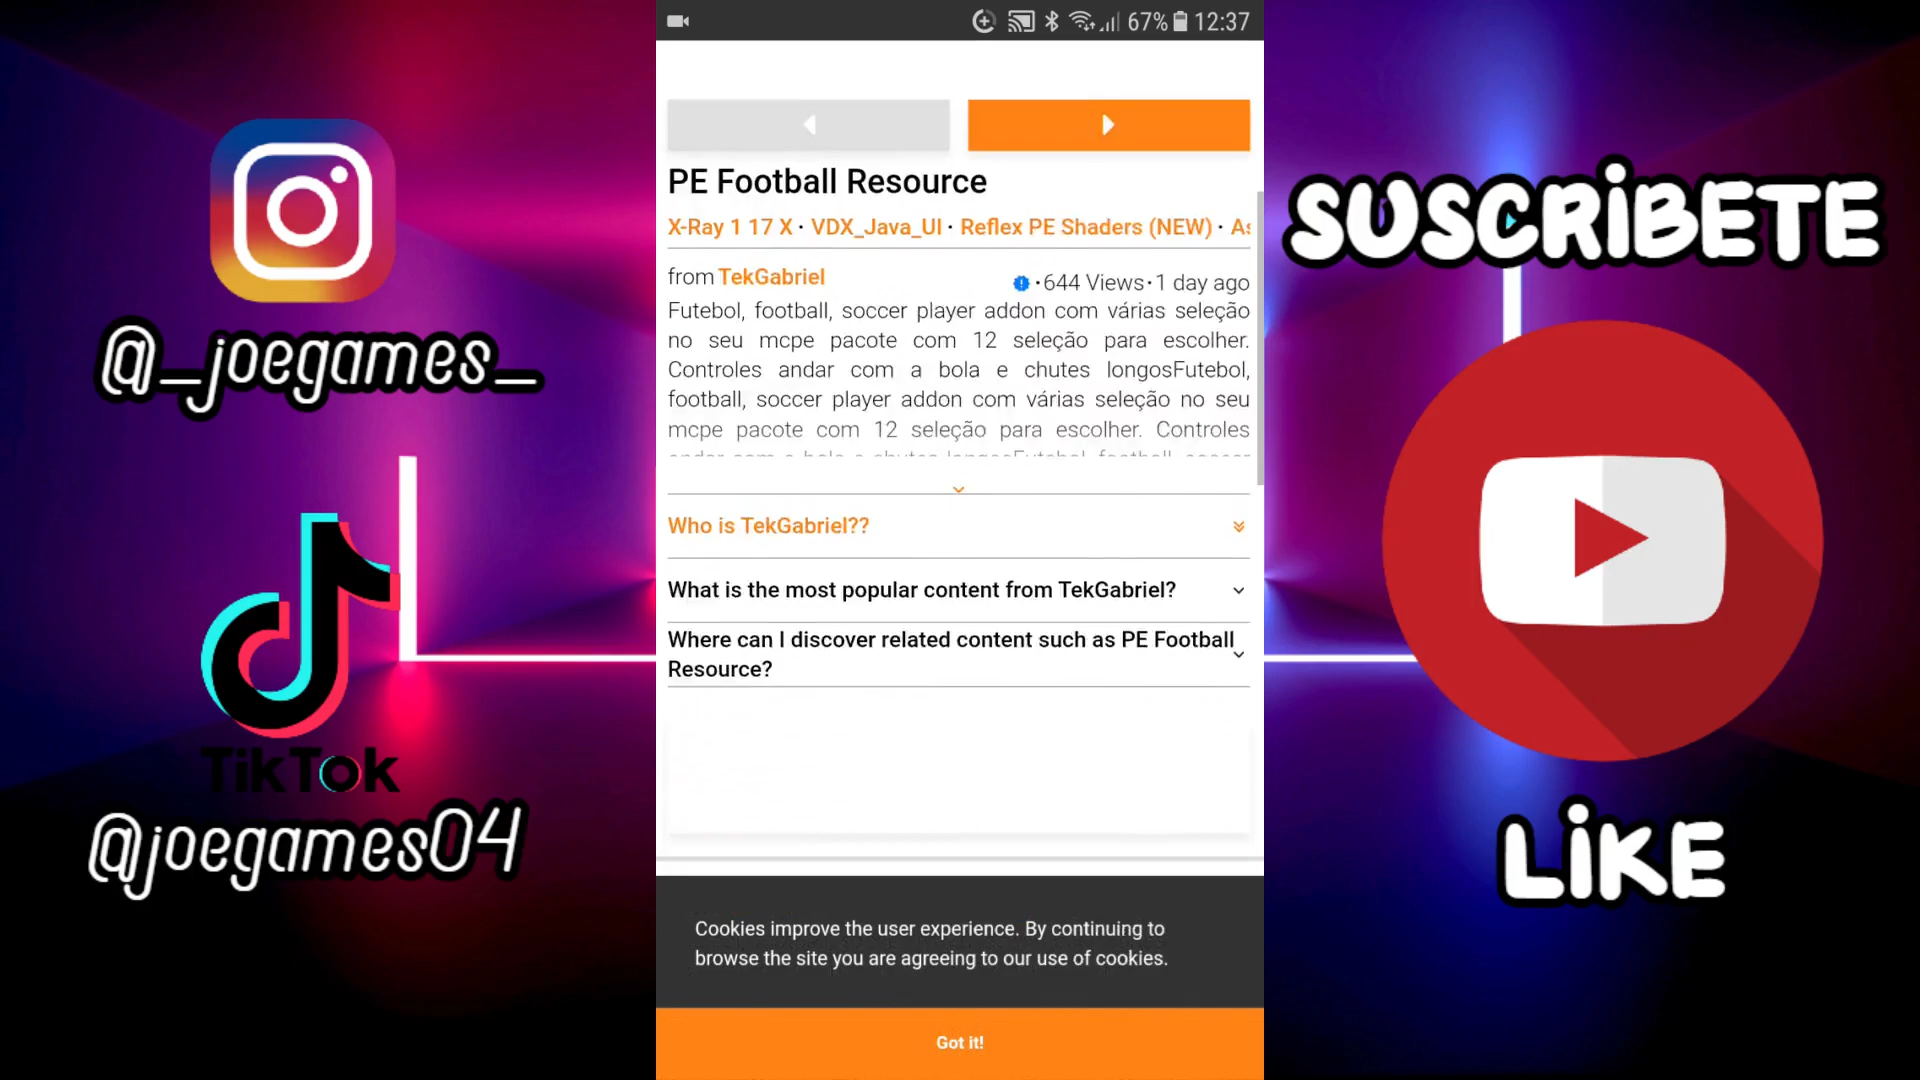 67% 12:37
PE Football Resource
X-Ray 1 17 X · VDX_Java_UI · Reflex PE Shaders (NEW) ·
from TekGabriel
· 644 Views · 1 day ago
Futebol, football, soccer player addon com várias seleção
no seu mcpe pacote com 12 seleção para escolher.
Controles andar com a bola e chutes longosFutebol,
football, soccer player addon com várias seleção no seu
mcpe pacote com 12 seleção para escolher. Controles
Who is TekGabriel??
What is the most popular content from TekGabriel?
Where can I discover related content such as PE Football
Resource?
Cookies improve the user experience. By continuing to
browse the site you are agreeing to our use of cookies.
Got it!
@_joegames_
TikTok
@joegames04
SUSCRiBETE
LiKE